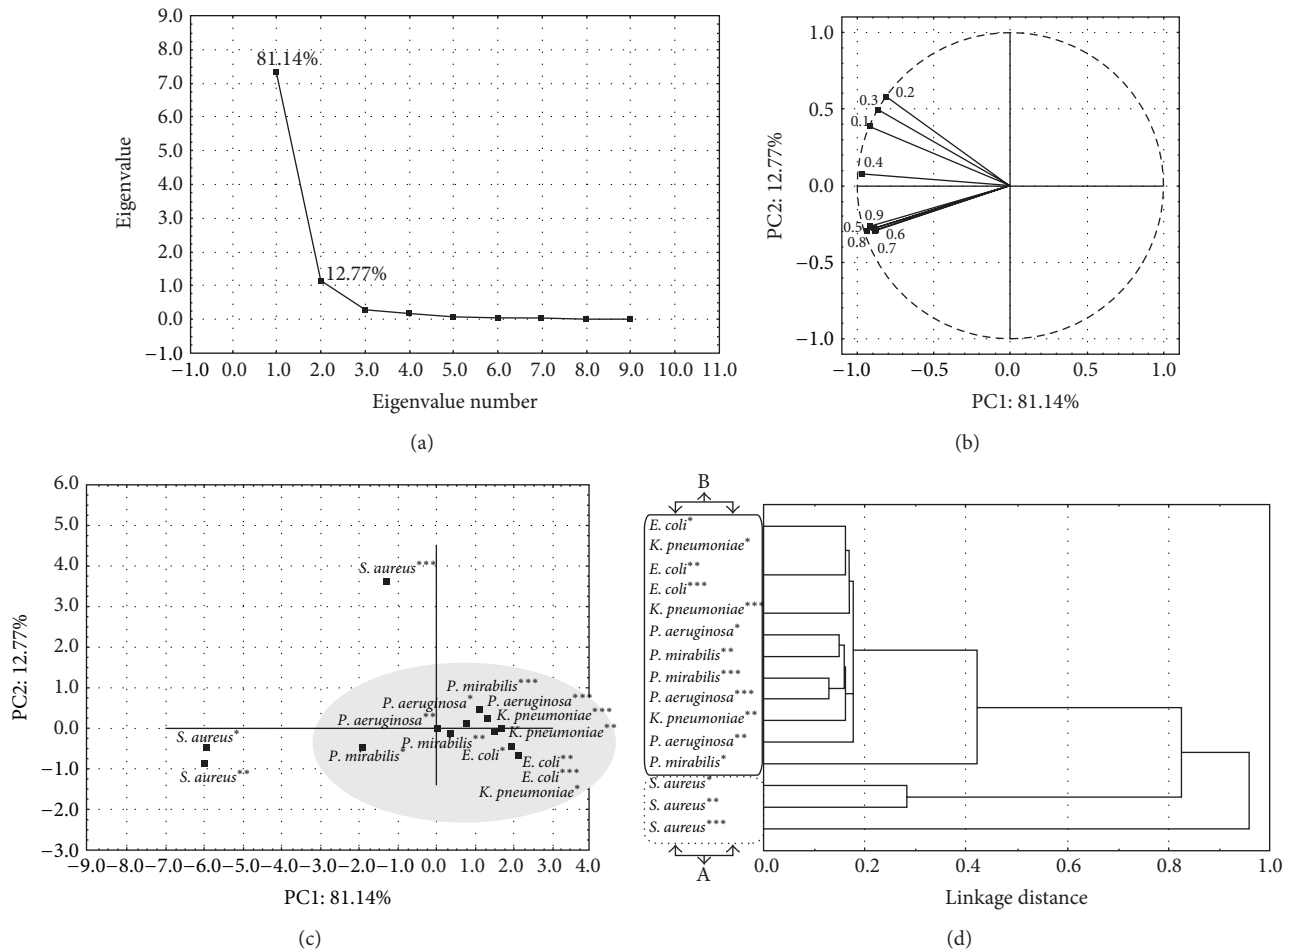 9.0
8.0
7.0
6.0
5.0
4.0
3.0
2.0
1.0
0.0
−1.0
Eigenvalue
81.14%
12.77%
−1.0 0.0 1.0 2.0 3.0 4.0 5.0 6.0 7.0 8.0 9.0 10.0 11.0
Eigenvalue number
(a)
1.0
0.5
0.0
−0.5
−1.0
PC2: 12.77%
0.2
0.3
0.1
0.4
0.9
0.5
0.6
0.8
0.7
−1.0 −0.5 0.0 0.5 1.0
PC1: 81.14%
(b)
6.0
5.0
4.0
3.0
2.0
1.0
0.0
−1.0
−2.0
−3.0
PC2: 12.77%
S. aureus***
P. mirabilis***
P. aeruginosa*
P. aeruginosa***
K. pneumoniae***
P. aeruginosa**
K. pneumoniae**
S. aureus*
P. mirabilis**
P. mirabilis*
E. coli*
E. coli**
S. aureus**
E. coli***
K. pneumoniae*
−9.0 −8.0 −7.0 −6.0 −5.0 −4.0 −3.0 −2.0 −1.0 0.0 1.0 2.0 3.0 4.0
PC1: 81.14%
(c)
B
E. coli*
K. pneumoniae*
E. coli**
E. coli***
K. pneumoniae***
P. aeruginosa*
P. mirabilis**
P. mirabilis***
P. aeruginosa***
K. pneumoniae**
P. aeruginosa**
P. mirabilis*
S. aureus*
S. aureus**
S. aureus***
A
0.0 0.2 0.4 0.6 0.8 1.0
Linkage distance
(d)